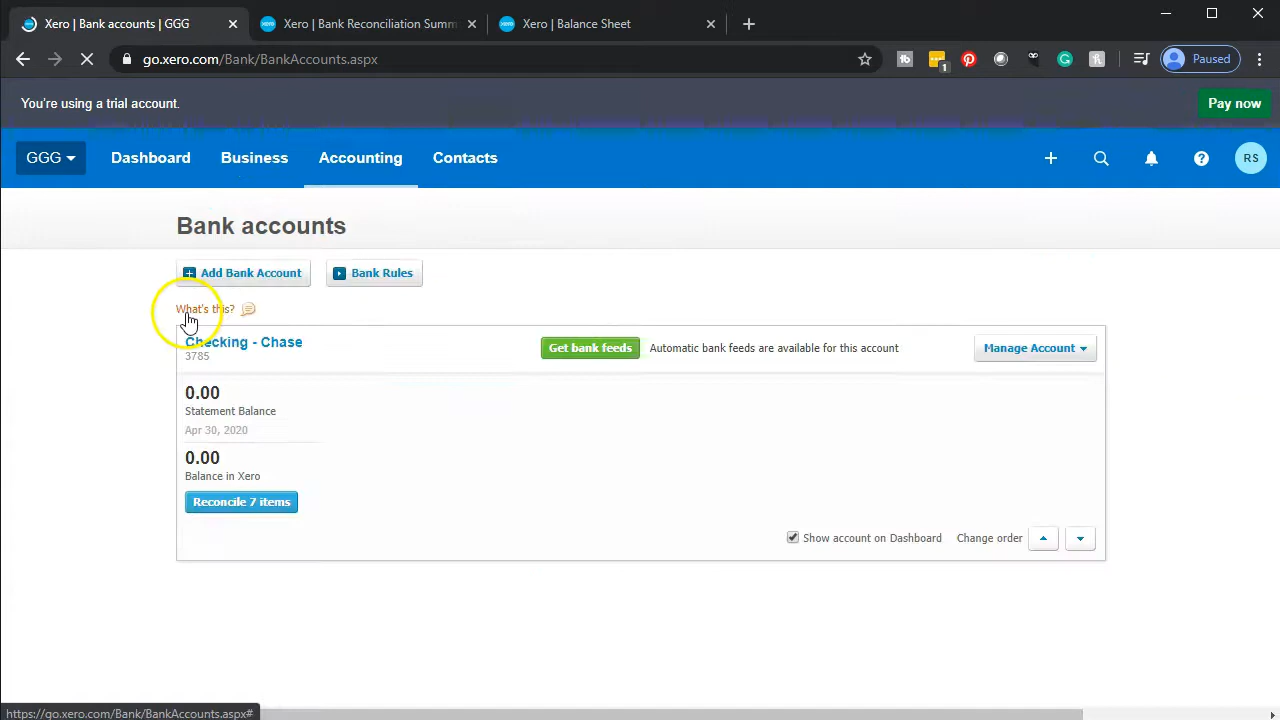 Xero | Bank accounts | GGG
Xero | Bank Reconciliation Summ
Xero | Balance Sheet
go.xero.com/Bank/BankAccounts.aspx
1
Paused
You're using a trial account.
Pay now
GGG
Dashboard
Business
Accounting
Contacts
RS
Bank accounts
Add Bank Account
Bank Rules
What's this?
Checking - Chase
3785
Get bank feeds
Automatic bank feeds are available for this account
Manage Account
0.00
Statement Balance
Apr 30, 2020
0.00
Balance in Xero
Reconcile 7 items
Show account on Dashboard
Change order
https://go.xero.com/Bank/BankAccounts.aspx#